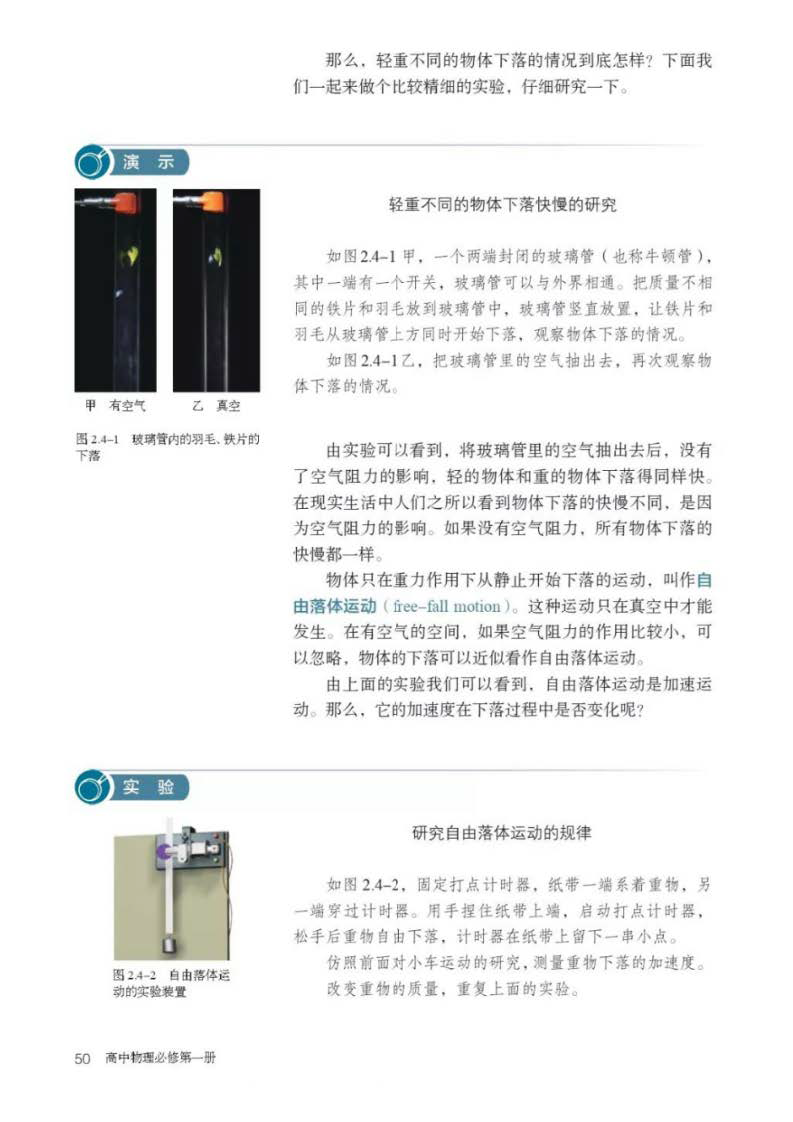 那么，轻重不同的物体下落的情况到底怎样？下面我
们一起来做个比较精细的实验，仔细研究一下。
演 示
轻重不同的物体下落快慢的研究
如图2.4-1 甲，一个两端封闭的玻璃管（也称牛顿管），
其中一端有一个开关，玻璃管可以与外界相通。把质量不相
同的铁片和羽毛放到玻璃管中，玻璃管竖直放置，让铁片和
羽毛从玻璃管上方同时开始下落，观察物体下落的情况。
如图2.4-1乙，把玻璃管里的空气抽出去，再次观察物
体下落的情况。
甲 有空气
乙 真空
图 2.4-1 玻璃管内的羽毛、铁片的
下落
由实验可以看到，将玻璃管里的空气抽出去后，没有
了空气阻力的影响，轻的物体和重的物体下落得同样快。
在现实生活中人们之所以看到物体下落的快慢不同，是因
为空气阻力的影响。如果没有空气阻力，所有物体下落的
快慢都一样。
物体只在重力作用下从静止开始下落的运动，叫作自
由落体运动（free-fall motion）。这种运动只在真空中才能
发生。在有空气的空间，如果空气阻力的作用比较小，可
以忽略，物体的下落可以近似看作自由落体运动。
由上面的实验我们可以看到，自由落体运动是加速运
动。那么，它的加速度在下落过程中是否变化呢？
实 验
研究自由落体运动的规律
如图 2.4-2，固定打点计时器，纸带一端系着重物，另
一端穿过计时器。用手捏住纸带上端，启动打点计时器，
松手后重物自由下落，计时器在纸带上留下一串小点。
仿照前面对小车运动的研究，测量重物下落的加速度。
改变重物的质量，重复上面的实验。
图 2.4-2 自由落体运
动的实验装置
50 高中物理必修第一册